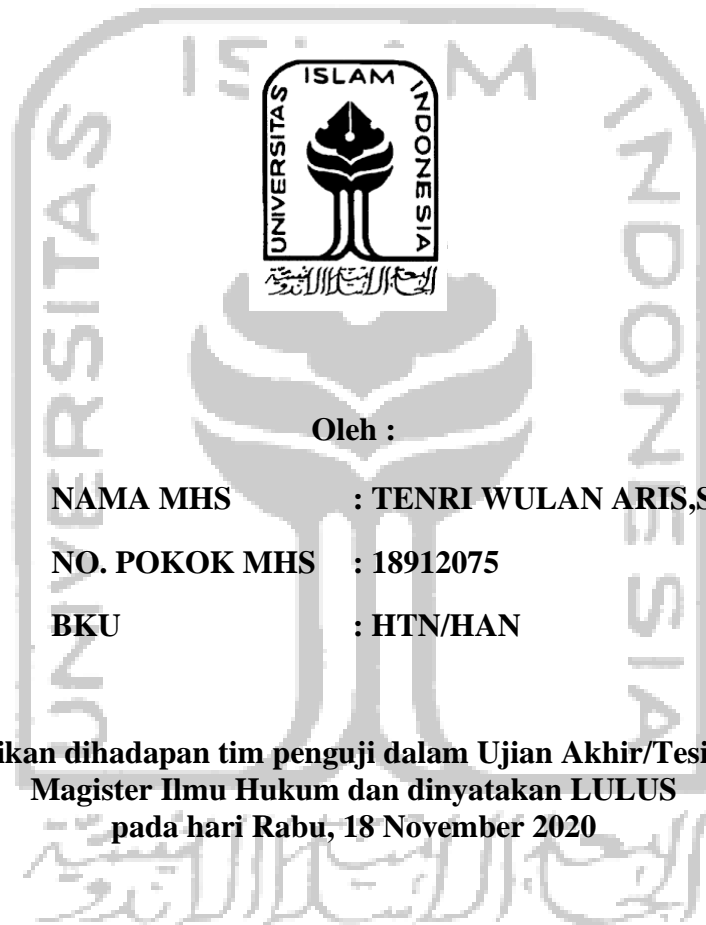 ISLAM
UNIVERSITAS
INDONESIA
Oleh :
NAMA MHS : TENRI WULAN ARIS,S
NO. POKOK MHS : 18912075
BKU : HTN/HAN
ikan dihadapan tim penguji dalam Ujian Akhir/Tesi
Magister Ilmu Hukum dan dinyatakan LULUS
pada hari Rabu, 18 November 2020